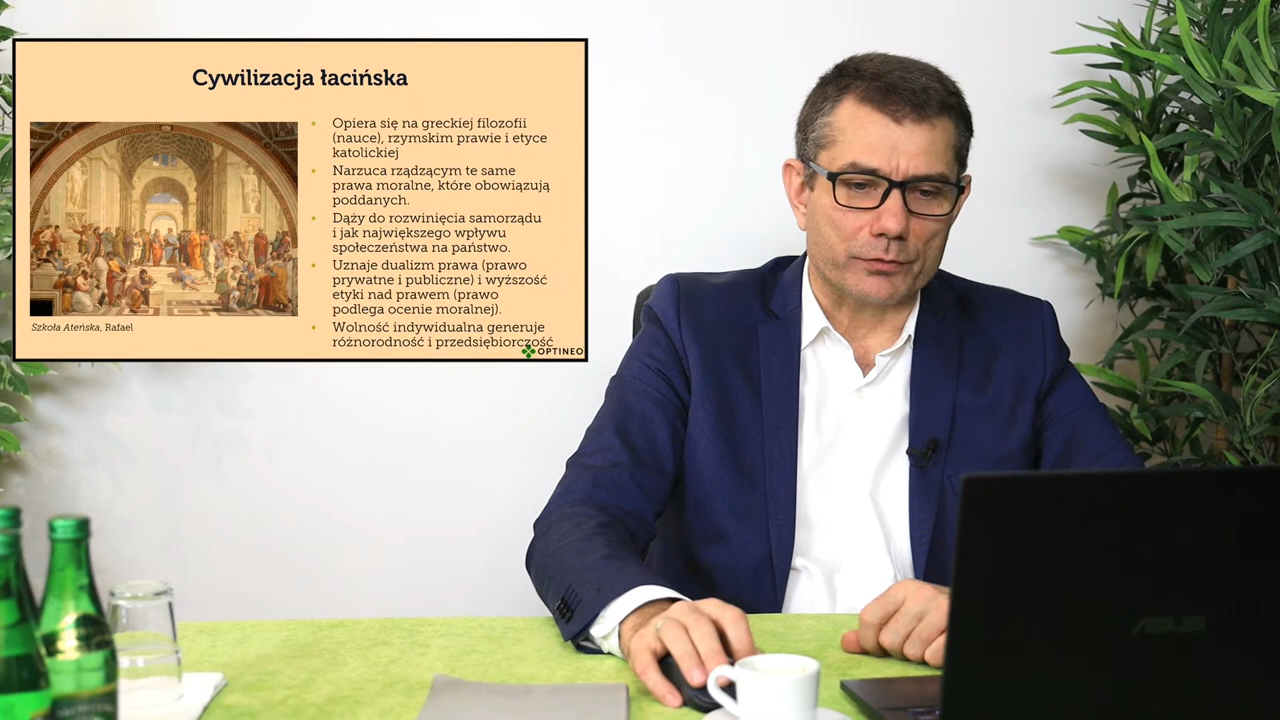 Cywilizacja łacińska
Opiera się na greckiej filozofii
(nauce), rzymskim prawie i etyce
katolickiej
Narzuca rządzącym te same
prawa moralne, które obowiązują
poddanych.
Dąży do rozwinięcia samorządu
i jak największego wpływu
społeczeństwa na państwo.
Uznaje dualizm prawa (prawo
prywatne i publiczne) i wyższość
etyki nad prawem (prawo
podlega ocenie moralnej).
Wolność indywidualna generuje
różnorodność i przedsiębiorczość
Szkoła Ateńska, Rafael
OPTINEO
ASUS